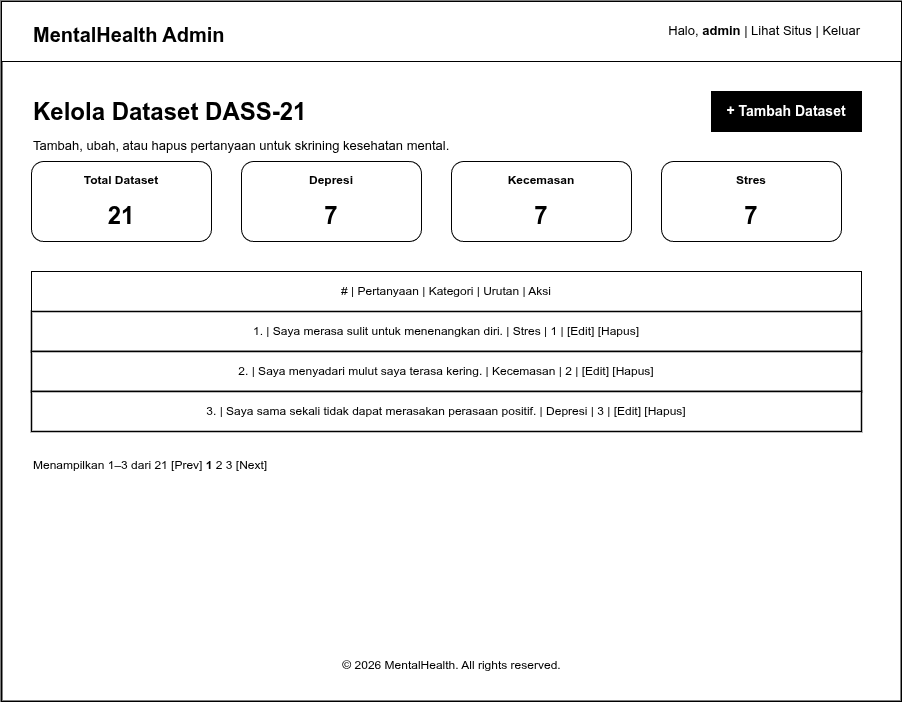 MentalHealth Admin
Halo, admin | Lihat Situs | Keluar
Kelola Dataset DASS-21
+ Tambah Dataset
Tambah, ubah, atau hapus pertanyaan untuk skrining kesehatan mental.
Total Dataset
21
Depresi
7
Kecemasan
7
Stres
7
# | Pertanyaan | Kategori | Urutan | Aksi
1. | Saya merasa sulit untuk menenangkan diri. | Stres | 1 | [Edit] [Hapus]
2. | Saya menyadari mulut saya terasa kering. | Kecemasan | 2 | [Edit] [Hapus]
3. | Saya sama sekali tidak dapat merasakan perasaan positif. | Depresi | 3 | [Edit] [Hapus]
Menampilkan 1–3 dari 21 [Prev] 1 2 3 [Next]
© 2026 MentalHealth. All rights reserved.